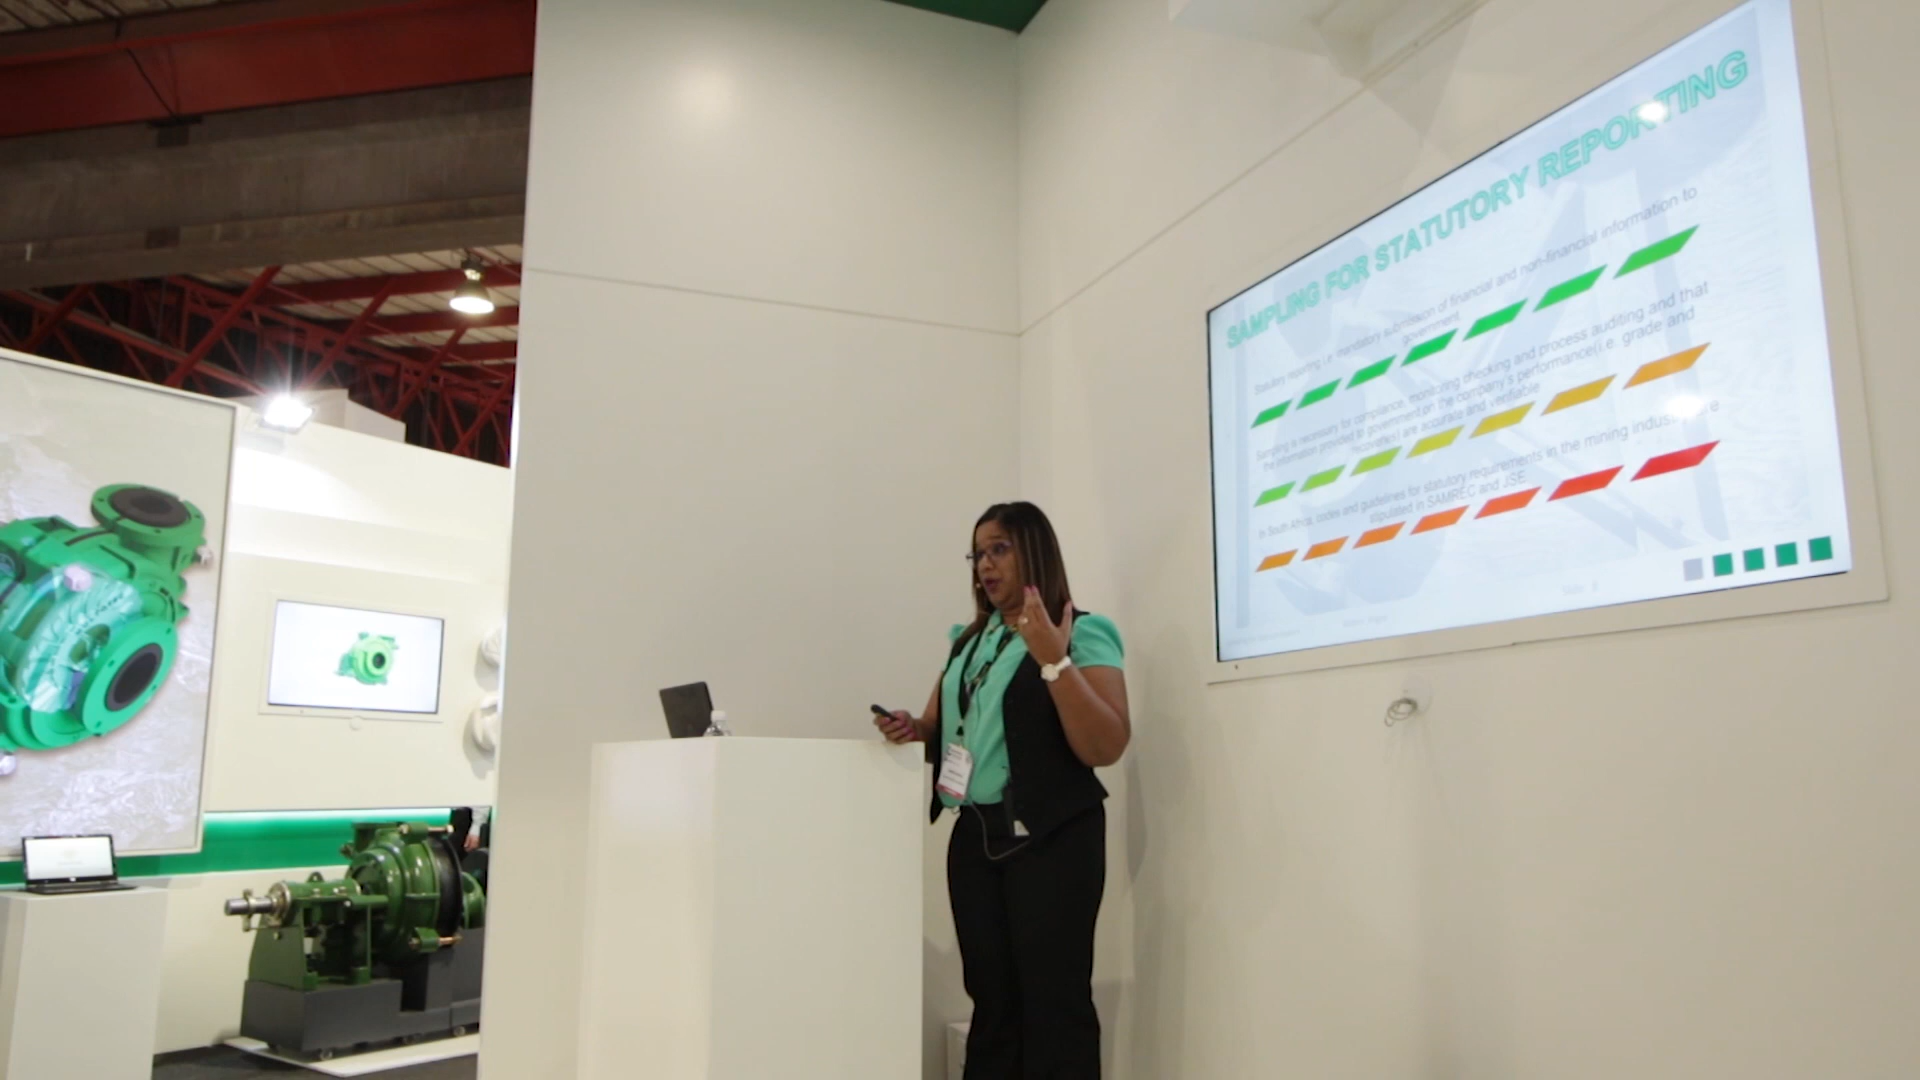 SAMPLING FOR STATUTORY REPORTING
Statutory reporting i.e. mandatory submission of financial and non-financial information to
government.
Sampling is necessary for compliance, monitoring checking and process auditing and that
the information provided to government on the company's performance(i.e. grade and
recoveries) are accurate and verifiable
In South Africa, codes and guidelines for statutory requirements in the mining industry are
stipulated in SAMREC and JSE.